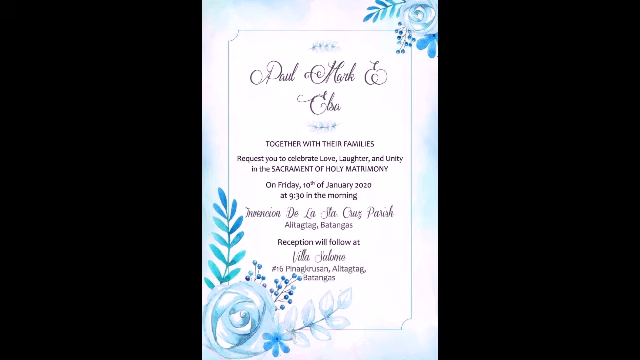 Paul Mark &
Elsa
TOGETHER WITH THEIR FAMILIES
Request you to celebrate Love, Laughter, and Unity
in the SACRAMENT OF HOLY MATRIMONY
On Friday, 10th of January 2020
at 9:30 in the morning
Invencion De La Sta Cruz Parish
Alitagtag, Batangas
Reception will follow at
Villa Salome
#16 Pinagkrusan, Alitagtag,
Batangas